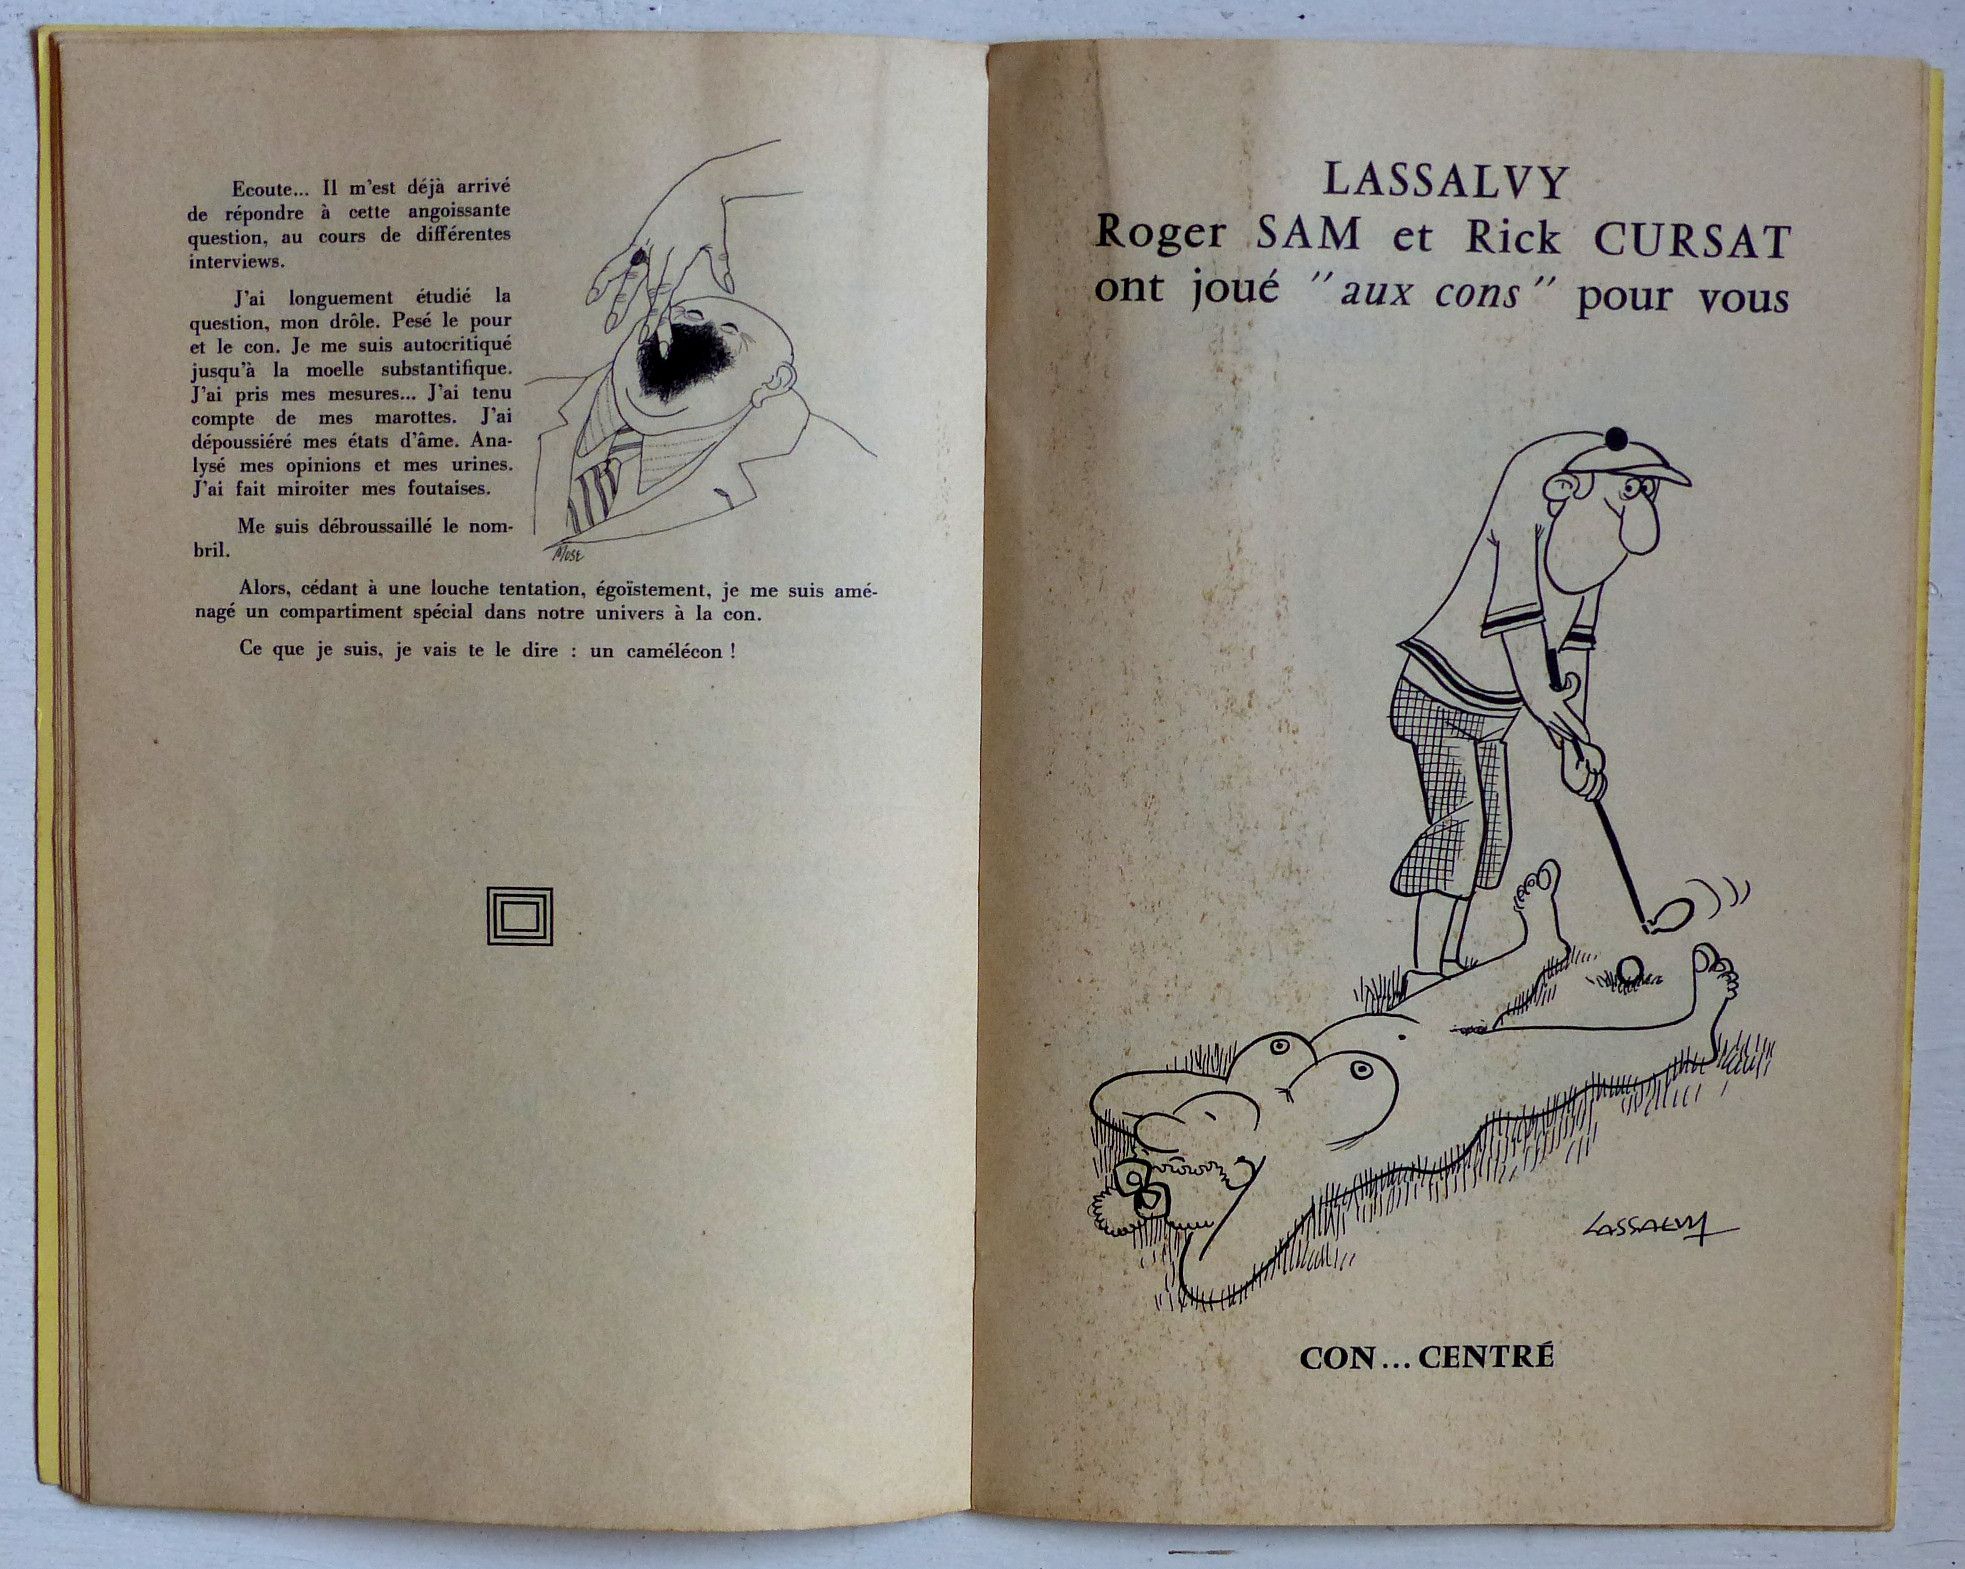 Ecoute... Il m'est déjà arrivé
de répondre à cette angoissante
question, au cours de différentes
interviews.
J'ai longuement étudié la
question, mon drôle. Pesé le pour
et le con. Je me suis autocritiqué
jusqu'à la moelle substantifique.
J'ai pris mes mesures... J'ai tenu
compte de mes marottes. J'ai
dépoussiéré mes états d'âme. Ana-
lysé mes opinions et mes urines.
J'ai fait miroiter mes foutaises.
Me suis débroussaillé le nom-
bril.
Alors, cédant à une louche tentation, égoïstement, je me suis amé-
nagé un compartiment spécial dans notre univers à la con.
Ce que je suis, je vais te le dire : un camélécon !
LASSALVY
Roger SAM et Rick CURSAT
ont joué "aux cons" pour vous
LASSALVY
CON...CENTRÉ